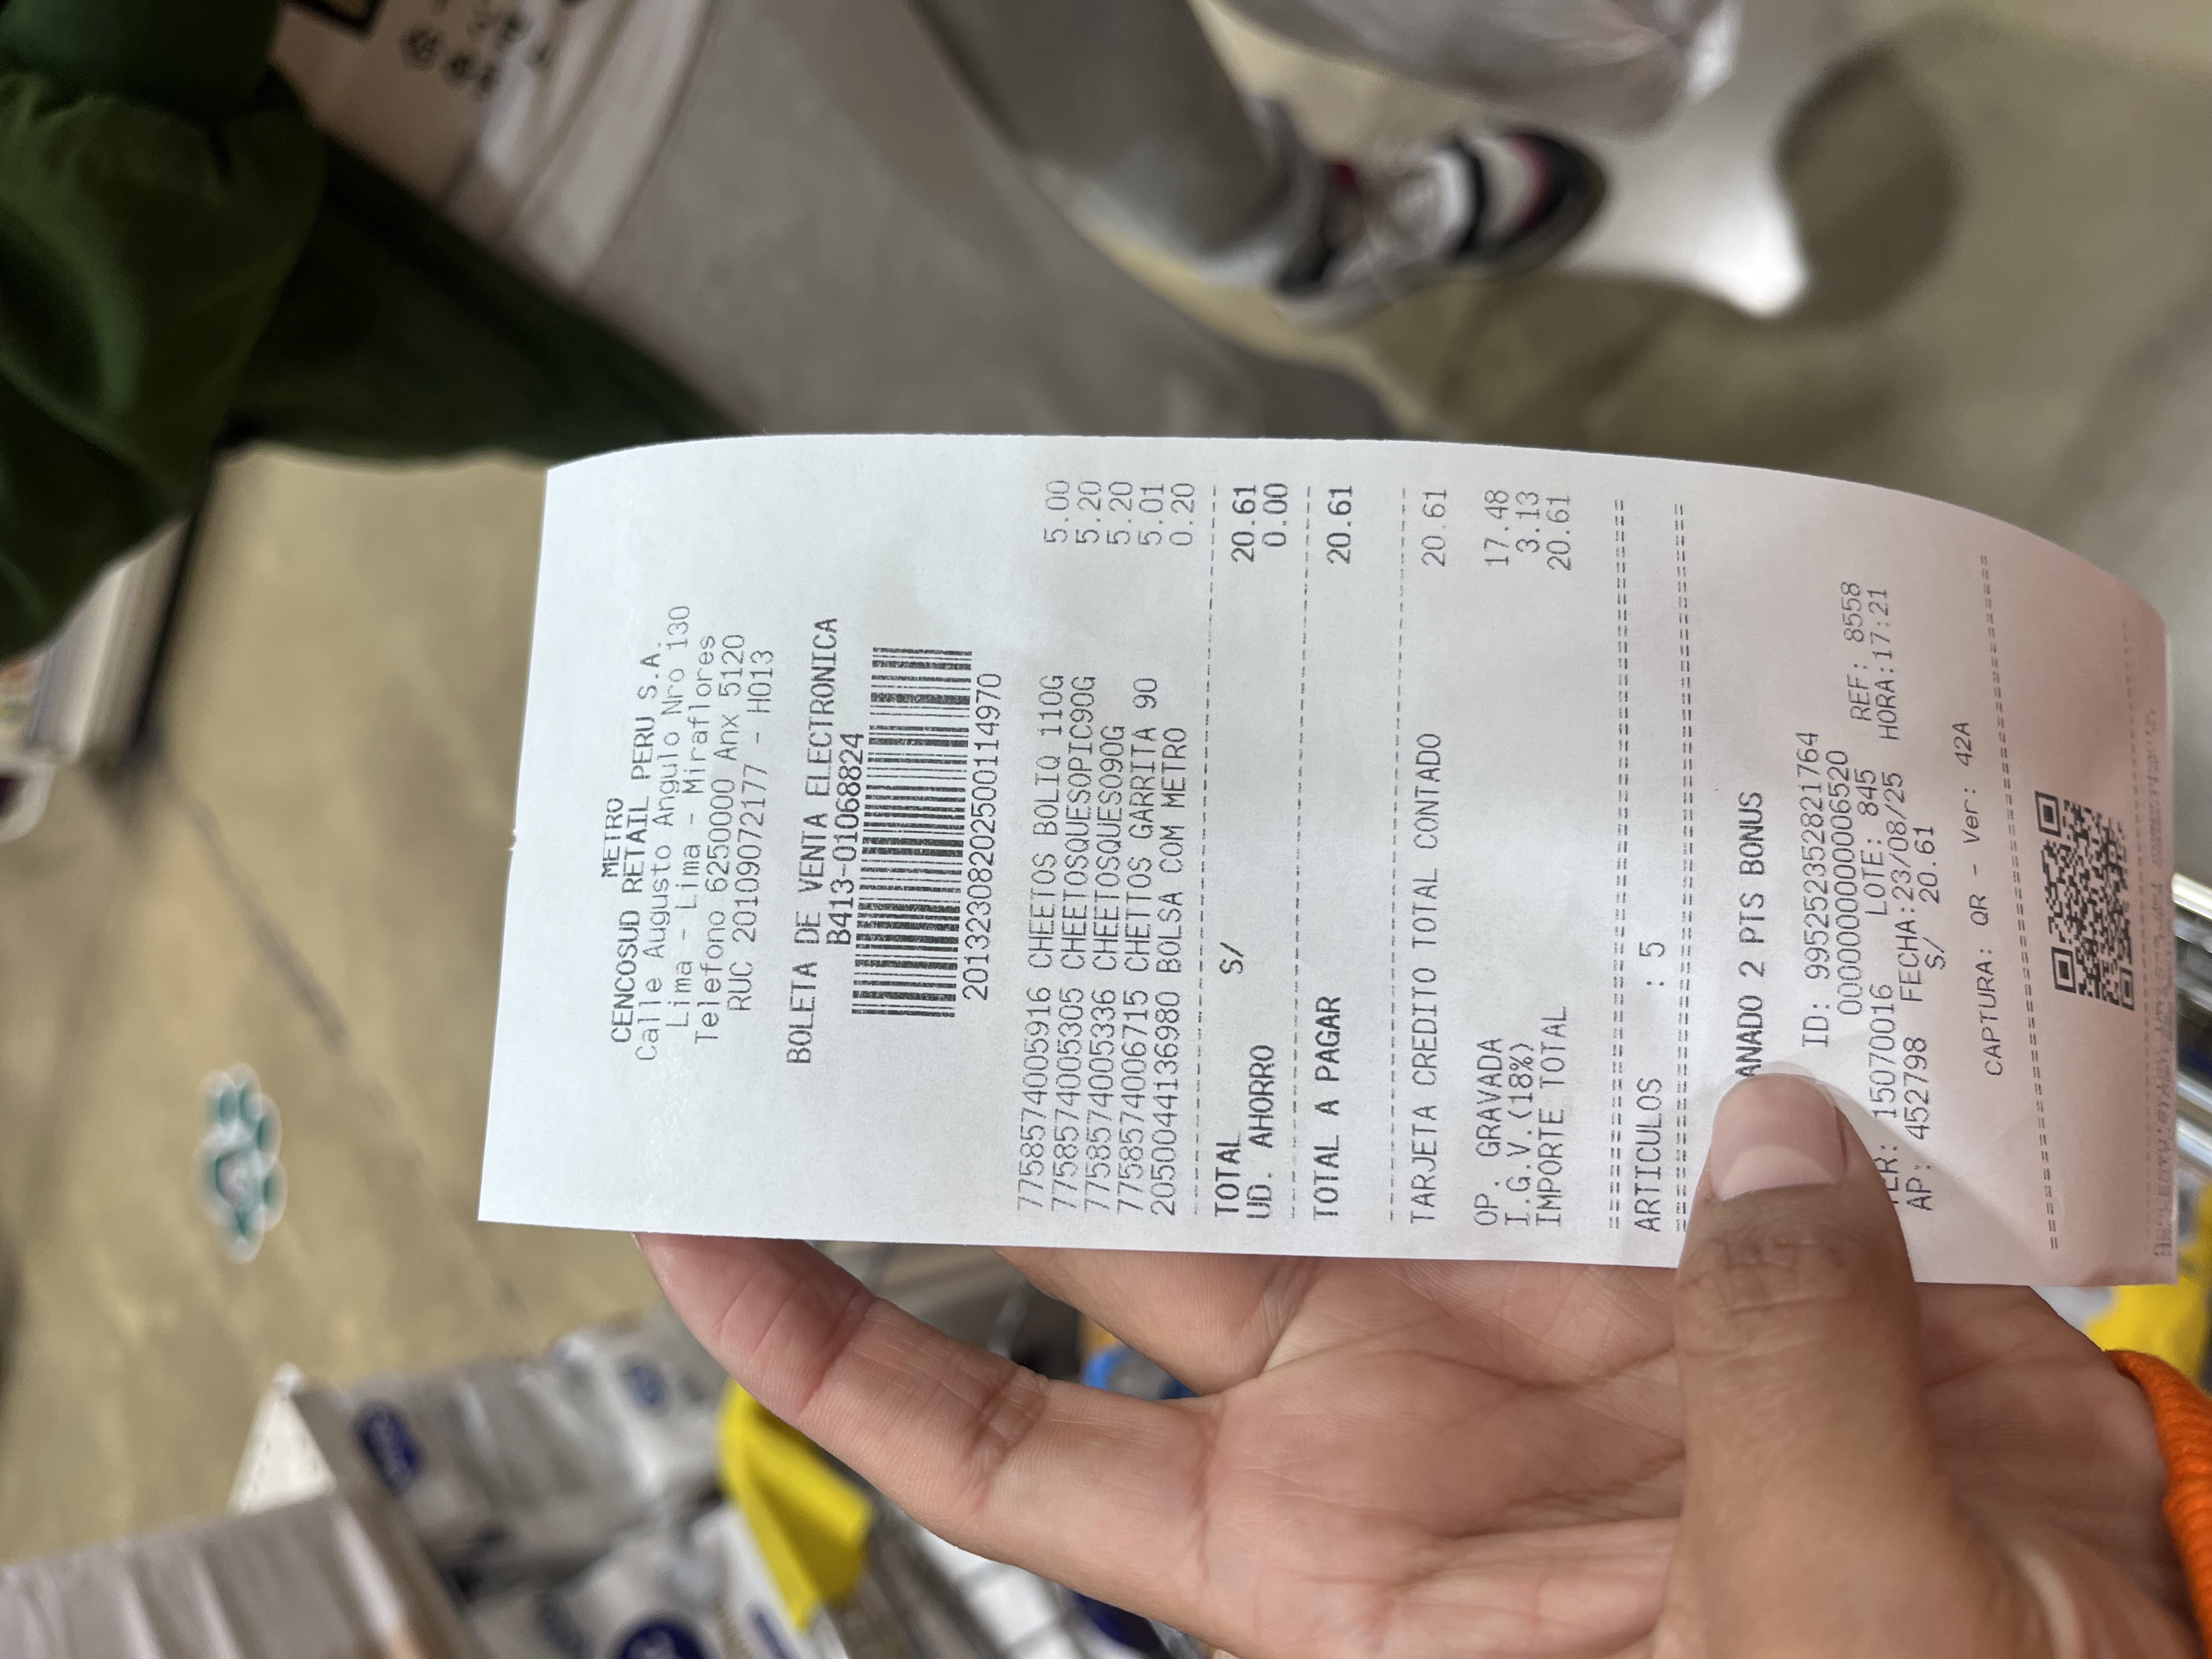 METRO
CENCOSUD RETAIL PERU S.A.
Calle Augusto Angulo Nro 130
Lima - Lima - Miraflores
Telefono 6250000 Anx 5120
RUC 20109072177 - H013
BOLETA DE VENTA ELECTRONICA
B413-01068824
20132308202500114970
7758574005916 CHEETOS BOLIQ 110G 5.00
7758574005305 CHEETOSQUESOPIC90G 5.20
7758574005336 CHEETOSQUESO90G 5.20
7758574006715 CHETTOS GARRITA 90 5.01
2050044136980 BOLSA COM METRO 0.20
TOTAL S/ 20.61
UD. AHORRO 0.00
TOTAL A PAGAR 20.61
TARJETA CREDITO TOTAL CONTADO 20.61
OP. GRAVADA 17.48
I.G.V.(18%) 3.13
IMPORTE TOTAL 20.61
ARTICULOS : 5
ANADO 2 PTS BONUS
ID: 995252352821764
0000000000006520
TER: 15070016 LOTE: 845 REF: 8558
AP: 452798 FECHA:23/08/25 HORA:17:21
S/ 20.61
CAPTURA: QR - Ver: 42A